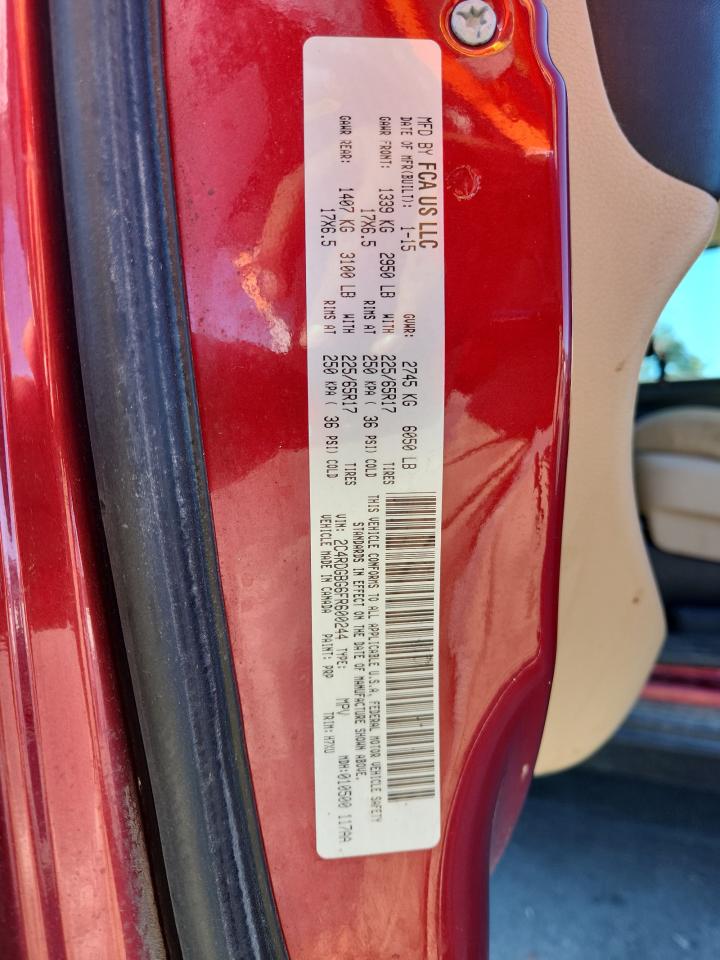 MFD BY FCA US LLC
DATE OF MFR(BUILT): 1-15 GVWR: 2745 KG 6050 LB
GAWR FRONT: 1339 KG 2950 LB WITH 225/65R17 TIRES
17X6.5 RIMS AT 250 KPA ( 36 PSI) COLD
GAWR REAR: 1407 KG 3100 LB WITH 225/65R17 TIRES
17X6.5 RIMS AT 250 KPA ( 36 PSI) COLD
THIS VEHICLE CONFORMS TO ALL APPLICABLE U.S.A. FEDERAL MOTOR VEHICLE SAFETY
STANDARDS IN EFFECT ON THE DATE OF MANUFACTURE SHOWN ABOVE.
VIN: 2C4RDGBG6FR600244 TYPE: MPV MDH:010500 117AA
VEHICLE MADE IN CANADA PAINT: PRP TRIM: H7XU